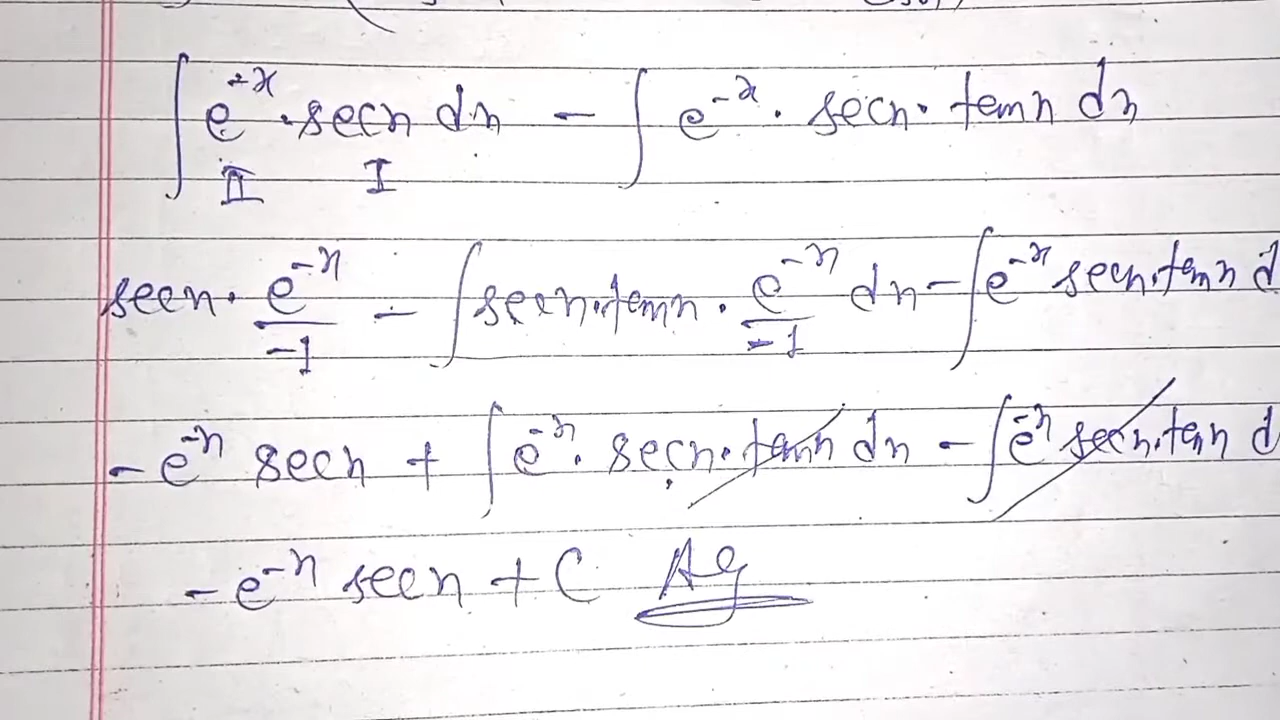 ∫ e^{-x} · secx dx − ∫ e^{-x} · secx · tanx dx
II I
secx · e^{-x}/-1 − ∫ secx · tanx · e^{-x}/-1 dx − ∫ e^{-x} secx · tanx d
- e^{-x} secx + ∫ e^{-x} · secx · tanx dx − ∫ e^{-x} secx · tanx d
- e^{-x} secx + C